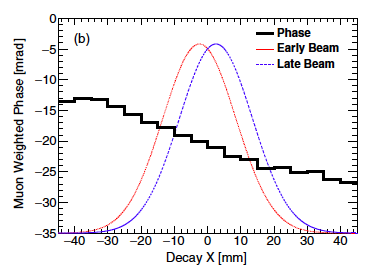 (b)
Phase
Early Beam
Late Beam
Muon Weighted Phase [mrad]
0
−5
−10
−15
−20
−25
−30
−35
−40 −30 −20 −10 0 10 20 30 40
Decay X [mm]